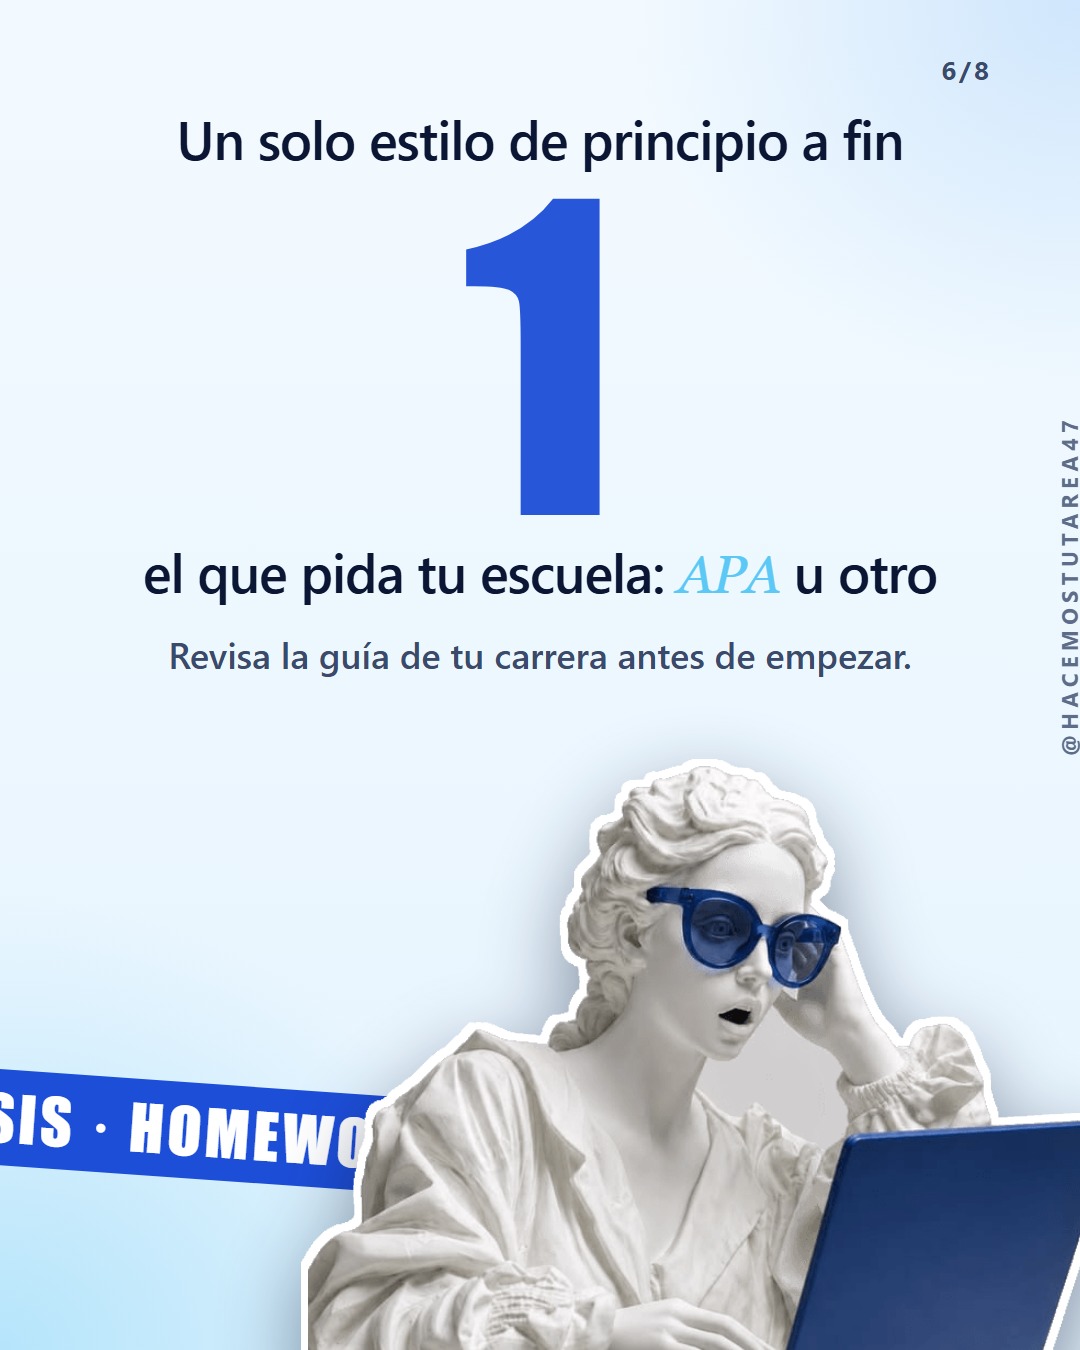 6/8
Un solo estilo de principio a fin
1
el que pida tu escuela: APA u otro
Revisa la guía de tu carrera antes de empezar.
@HACEMOSTUTAREA47
SIS · HOMEWO